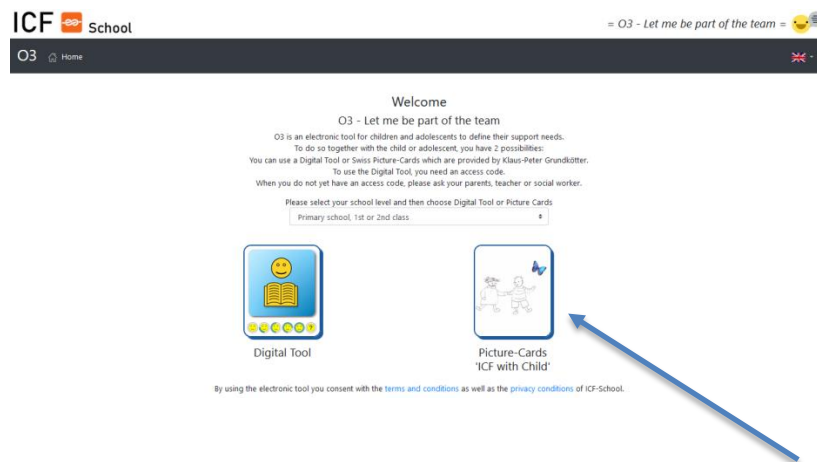 ICF School
= O3 - Let me be part of the team =
O3 Home
Welcome
O3 - Let me be part of the team
O3 is an electronic tool for children and adolescents to define their support needs.
To do so together with the child or adolescent, you have 2 possibilities:
You can use a Digital Tool or Swiss Picture-Cards which are provided by Klaus-Peter Grundkötter.
To use the Digital Tool, you need an access code.
When you do not yet have an access code, please ask your parents, teacher or social worker.
Please select your school level and then choose Digital Tool or Picture Cards
Primary school, 1st or 2nd class
Digital Tool
Picture-Cards
'ICF with Child'
By using the electronic tool you consent with the terms and conditions as well as the privacy conditions of ICF-School.